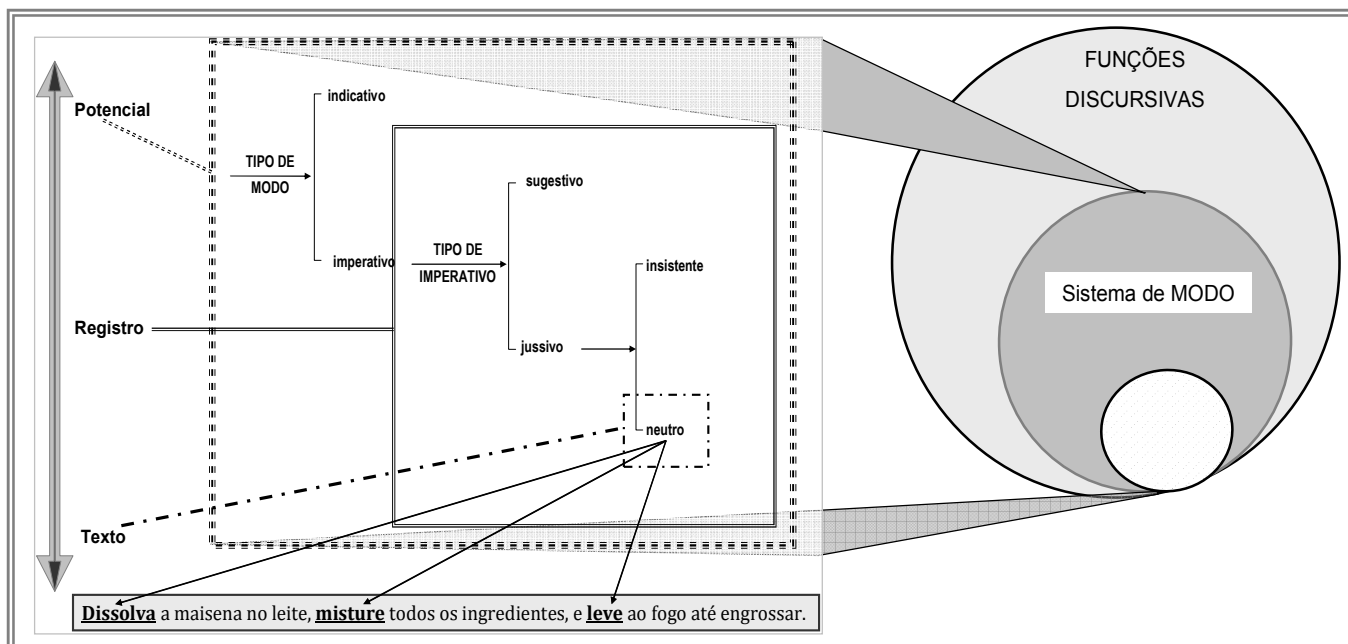 FUNÇÕES
DISCURSIVAS
Potencial
indicativo
TIPO DE
MODO
sugestivo
imperativo
TIPO DE
IMPERATIVO
insistente
Sistema de MODO
Registro
jussivo
neutro
Texto
Dissolva a maisena no leite, misture todos os ingredientes, e leve ao fogo até engrossar.